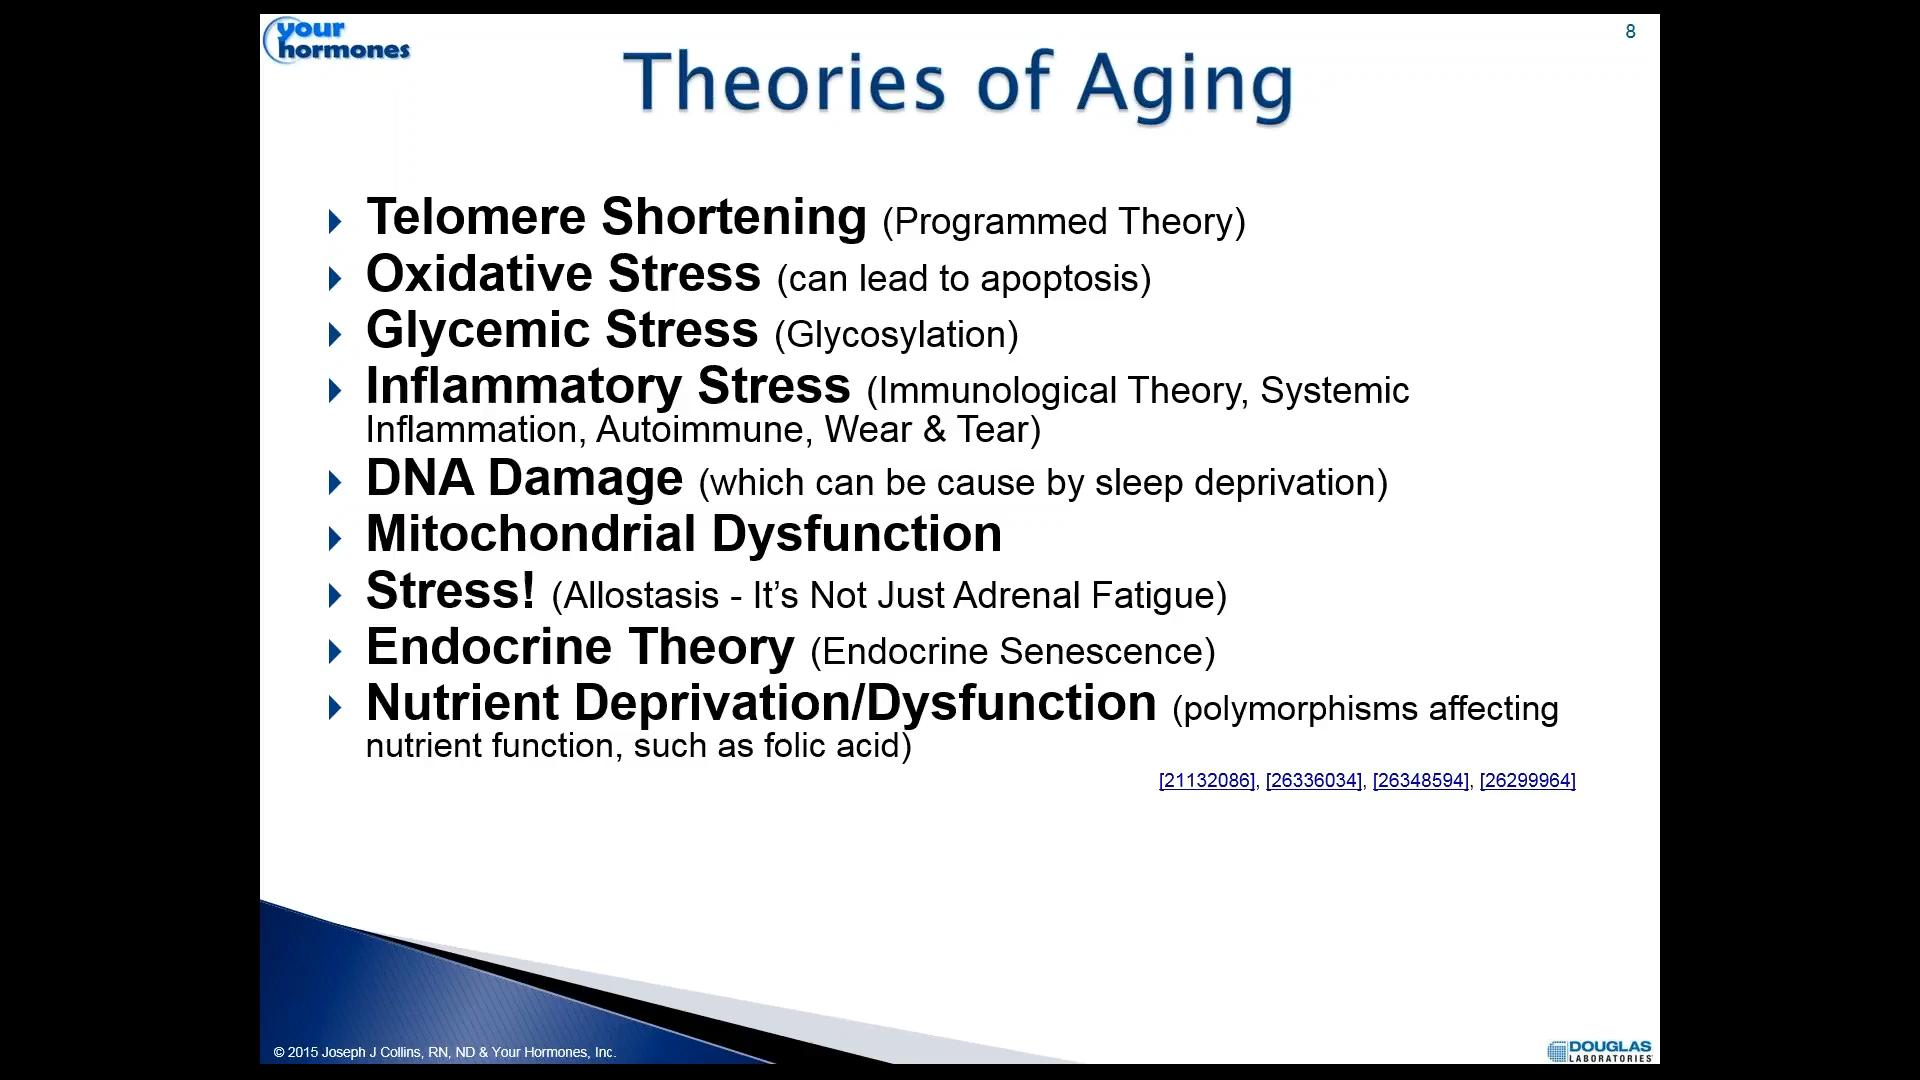 your
hormones
8
Theories of Aging
Telomere Shortening (Programmed Theory)
Oxidative Stress (can lead to apoptosis)
Glycemic Stress (Glycosylation)
Inflammatory Stress (Immunological Theory, Systemic
Inflammation, Autoimmune, Wear & Tear)
DNA Damage (which can be cause by sleep deprivation)
Mitochondrial Dysfunction
Stress! (Allostasis - It’s Not Just Adrenal Fatigue)
Endocrine Theory (Endocrine Senescence)
Nutrient Deprivation/Dysfunction (polymorphisms affecting
nutrient function, such as folic acid)
[21132086], [26336034], [26348594], [26299964]
© 2015 Joseph J Collins, RN, ND & Your Hormones, Inc.
DOUGLAS
LABORATORIES